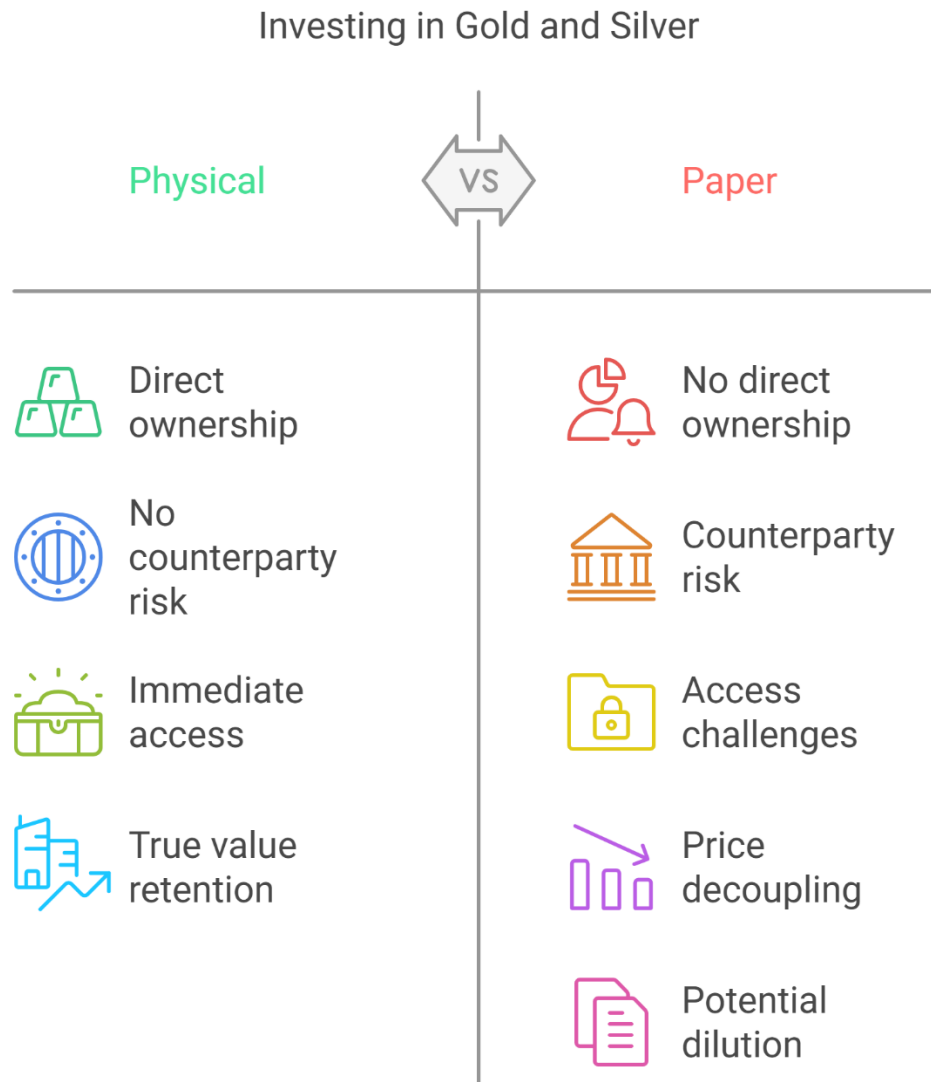 Investing in Gold and Silver
Physical
VS
Paper
Direct
ownership
No
counterparty
risk
Immediate
access
True value
retention
No direct
ownership
Counterparty
risk
Access
challenges
Price
decoupling
Potential
dilution